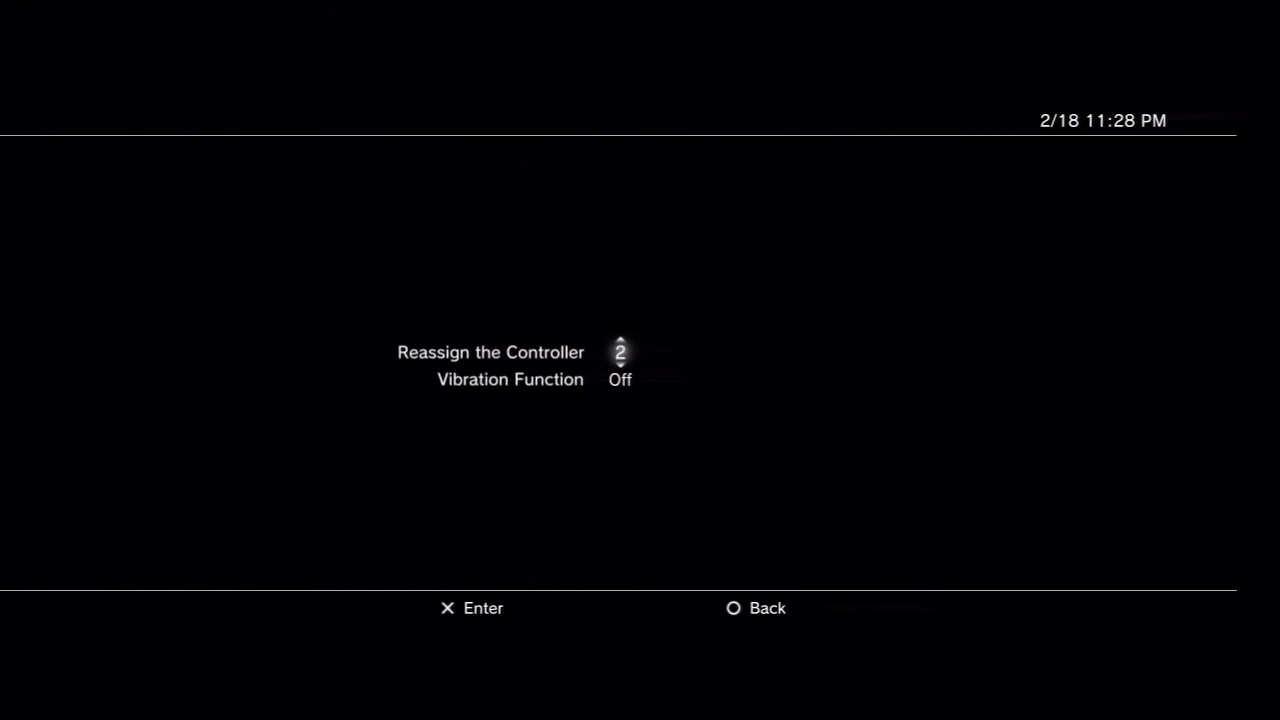 2/18 11:28 PM
Reassign the Controller 2
Vibration Function Off
Enter Back